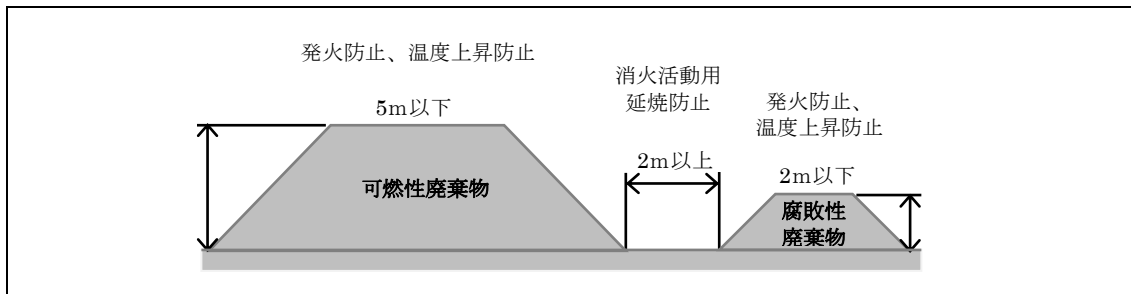 発火防止、温度上昇防止
5m以下
可燃性廃棄物
消火活動用
延焼防止
2m以上
発火防止、
温度上昇防止
2m以下
腐敗性
廃棄物